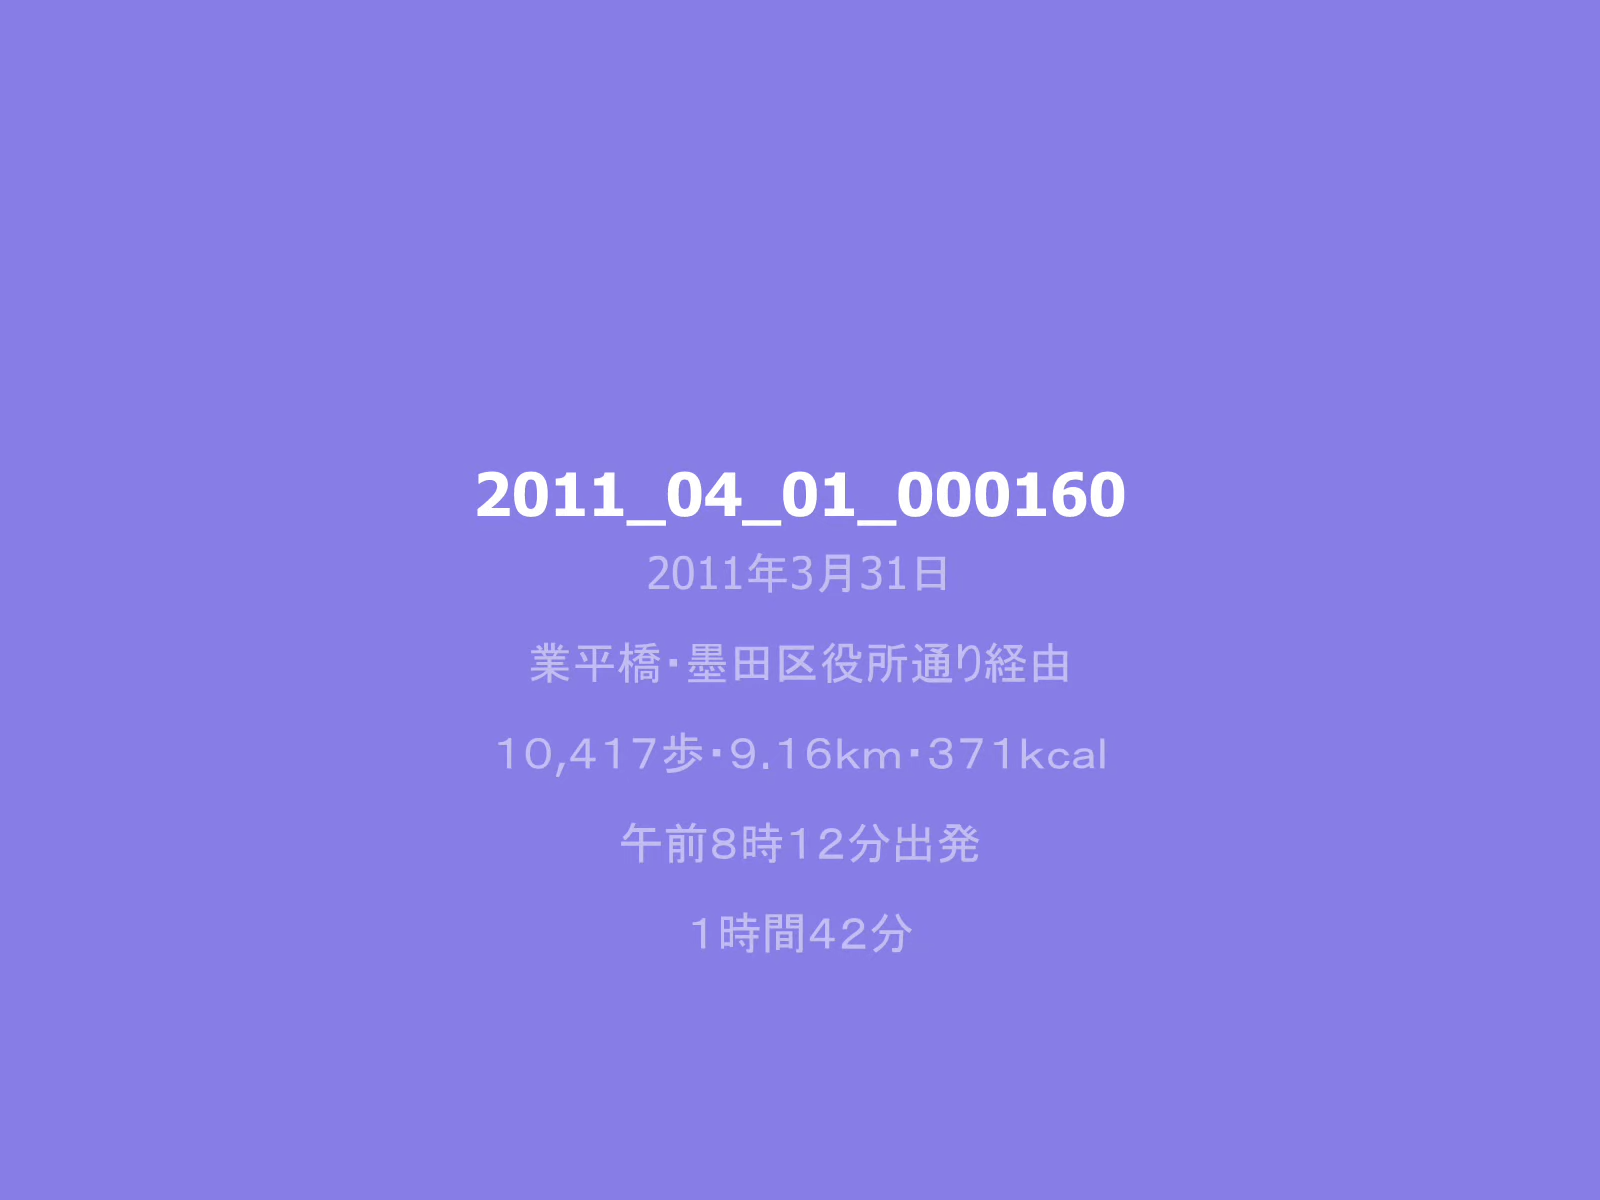 2011_04_01_000160
2011年3月31日
業平橋・墨田区役所通り経由
１０,４１７歩・９.１６ｋｍ・３７１ｋｃａｌ
午前８時１２分出発
１時間４２分